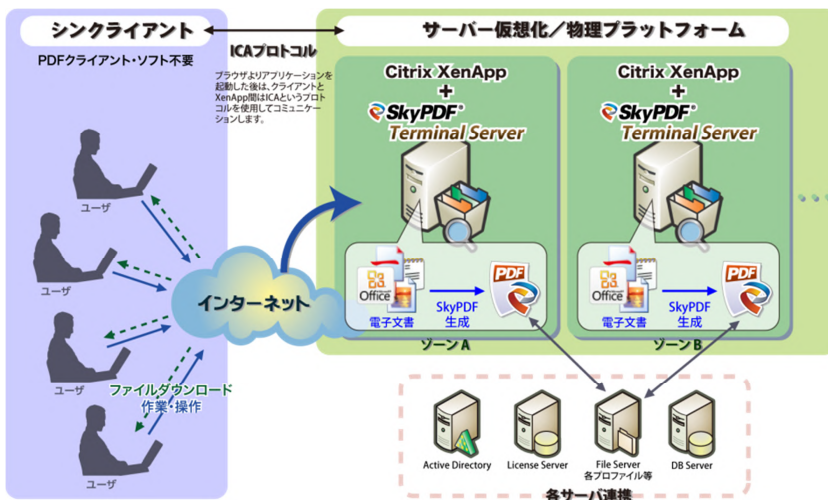 シンクライアント
PDFクライアント・ソフト不要
ユーザ
ユーザ
ユーザ
ユーザ
ファイルダウンロード
作業・操作
ICAプロトコル
ブラウザよりアプリケーションを
起動した後は、クライアントと
XenApp間はICAというプロト
コルを使用してコミュニケー
ションします。
インターネット
サーバー仮想化／物理プラットフォーム
Citrix XenApp
+
SkyPDF®
Terminal Server
Office
電子文書
SkyPDF
生成
PDF
ゾーン A
Citrix XenApp
+
SkyPDF®
Terminal Server
Office
電子文書
SkyPDF
生成
PDF
ゾーン B
Active Directory
License Server
File Server
各プロファイル等
DB Server
各サーバ連携